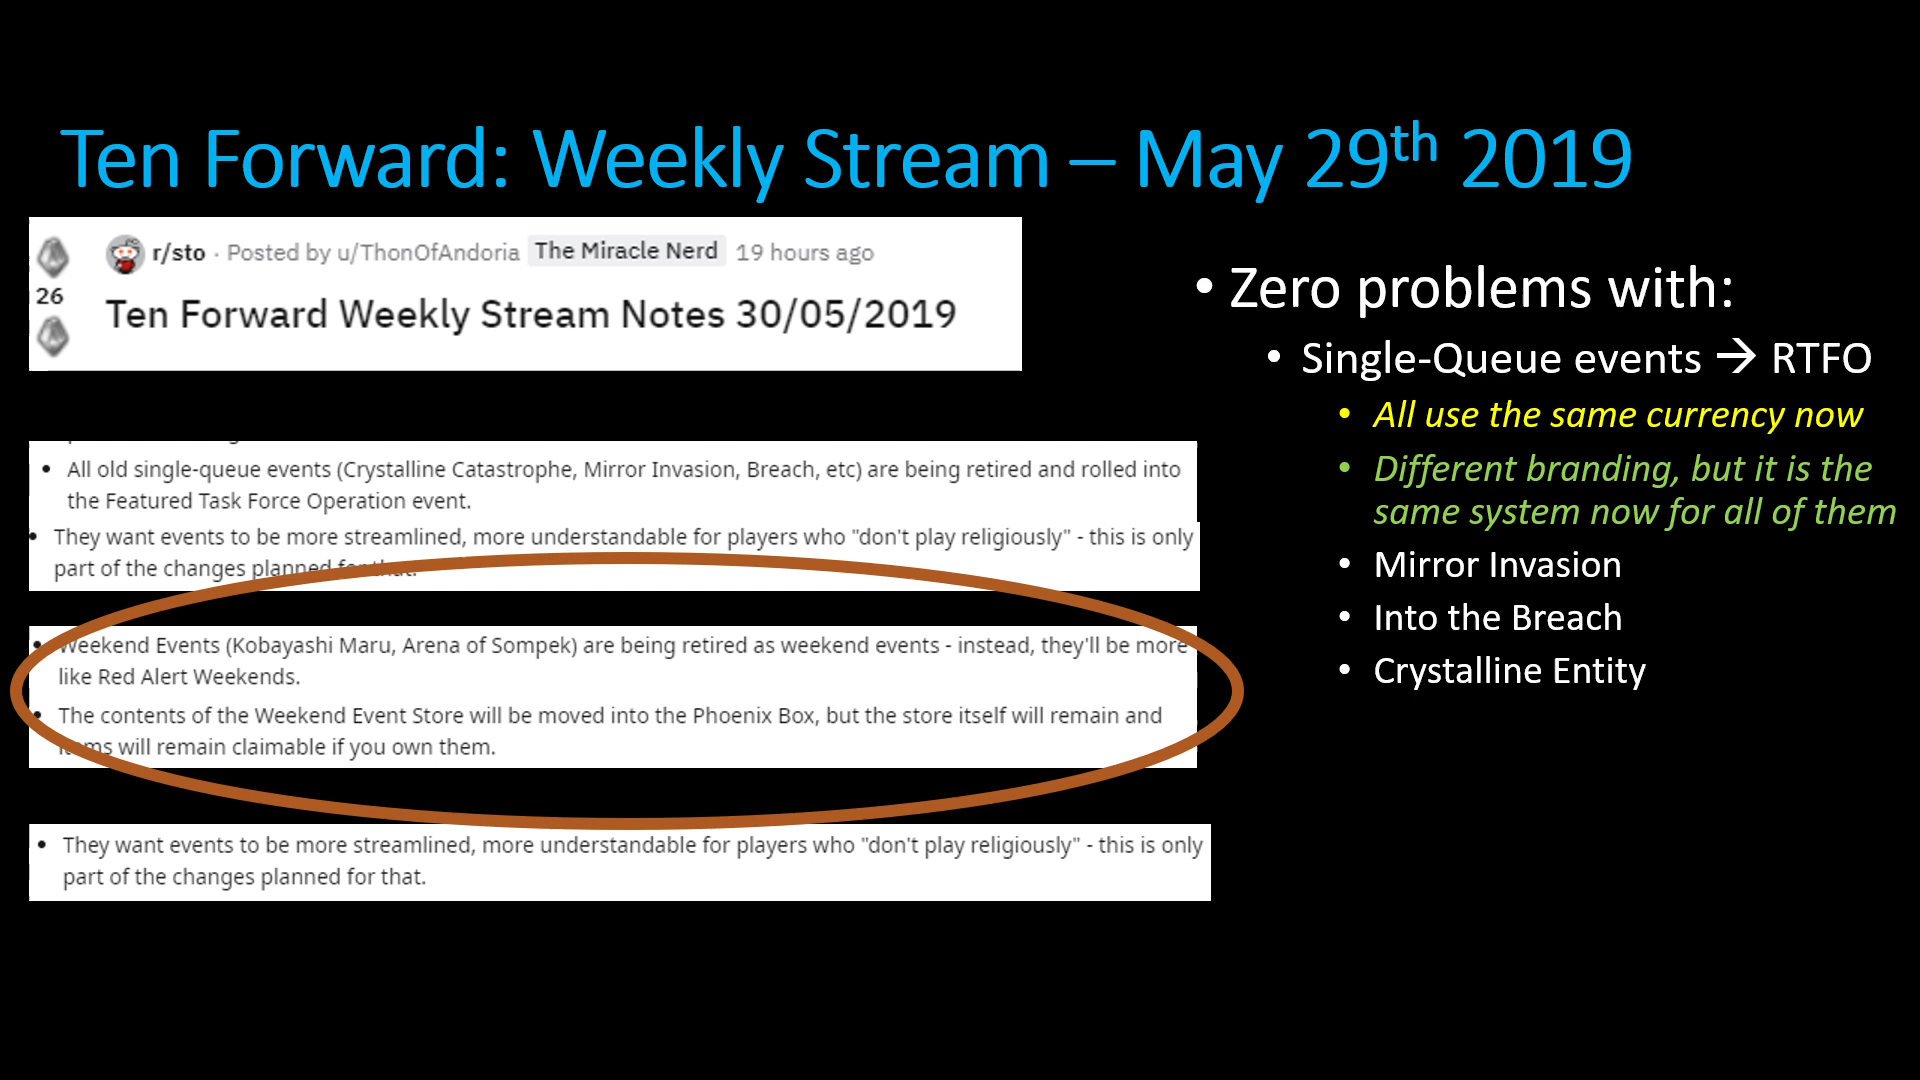 Ten Forward: Weekly Stream – May 29th 2019
r/sto · Posted by u/ThonOfAndoria The Miracle Nerd 19 hours ago
26
Ten Forward Weekly Stream Notes 30/05/2019
• All old single-queue events (Crystalline Catastrophe, Mirror Invasion, Breach, etc) are being retired and rolled into
the Featured Task Force Operation event.
• They want events to be more streamlined, more understandable for players who "don't play religiously" - this is only
part of the changes planned for that.
• Weekend Events (Kobayashi Maru, Arena of Sompek) are being retired as weekend events - instead, they'll be more
like Red Alert Weekends.
• The contents of the Weekend Event Store will be moved into the Phoenix Box, but the store itself will remain and
items will remain claimable if you own them.
• They want events to be more streamlined, more understandable for players who "don't play religiously" - this is only
part of the changes planned for that.
• Zero problems with:
• Single-Queue events → RTFO
• All use the same currency now
• Different branding, but it is the
same system now for all of them
• Mirror Invasion
• Into the Breach
• Crystalline Entity